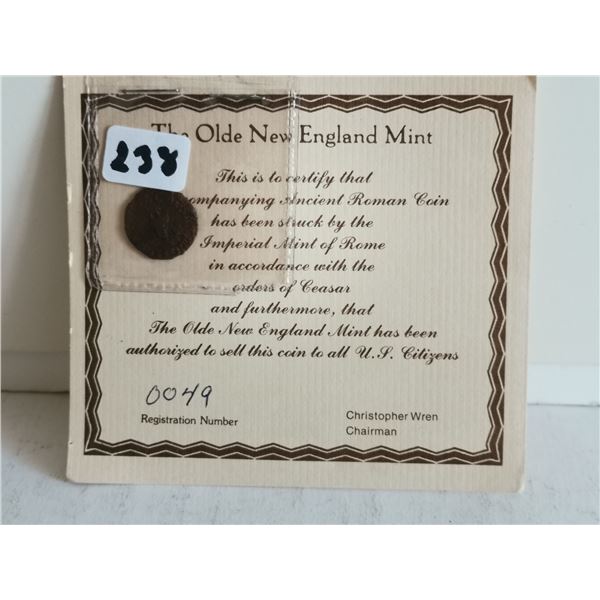 The Olde New England Mint
238
This is to certify that
ompanying Ancient Roman Coin
has been struck by the
Imperial Mint of Rome
in accordance with the
orders of Ceasar
and furthermore, that
The Olde New England Mint has been
authorized to sell this coin to all U.S. Citizens
0049
Registration Number
Christopher Wren
Chairman